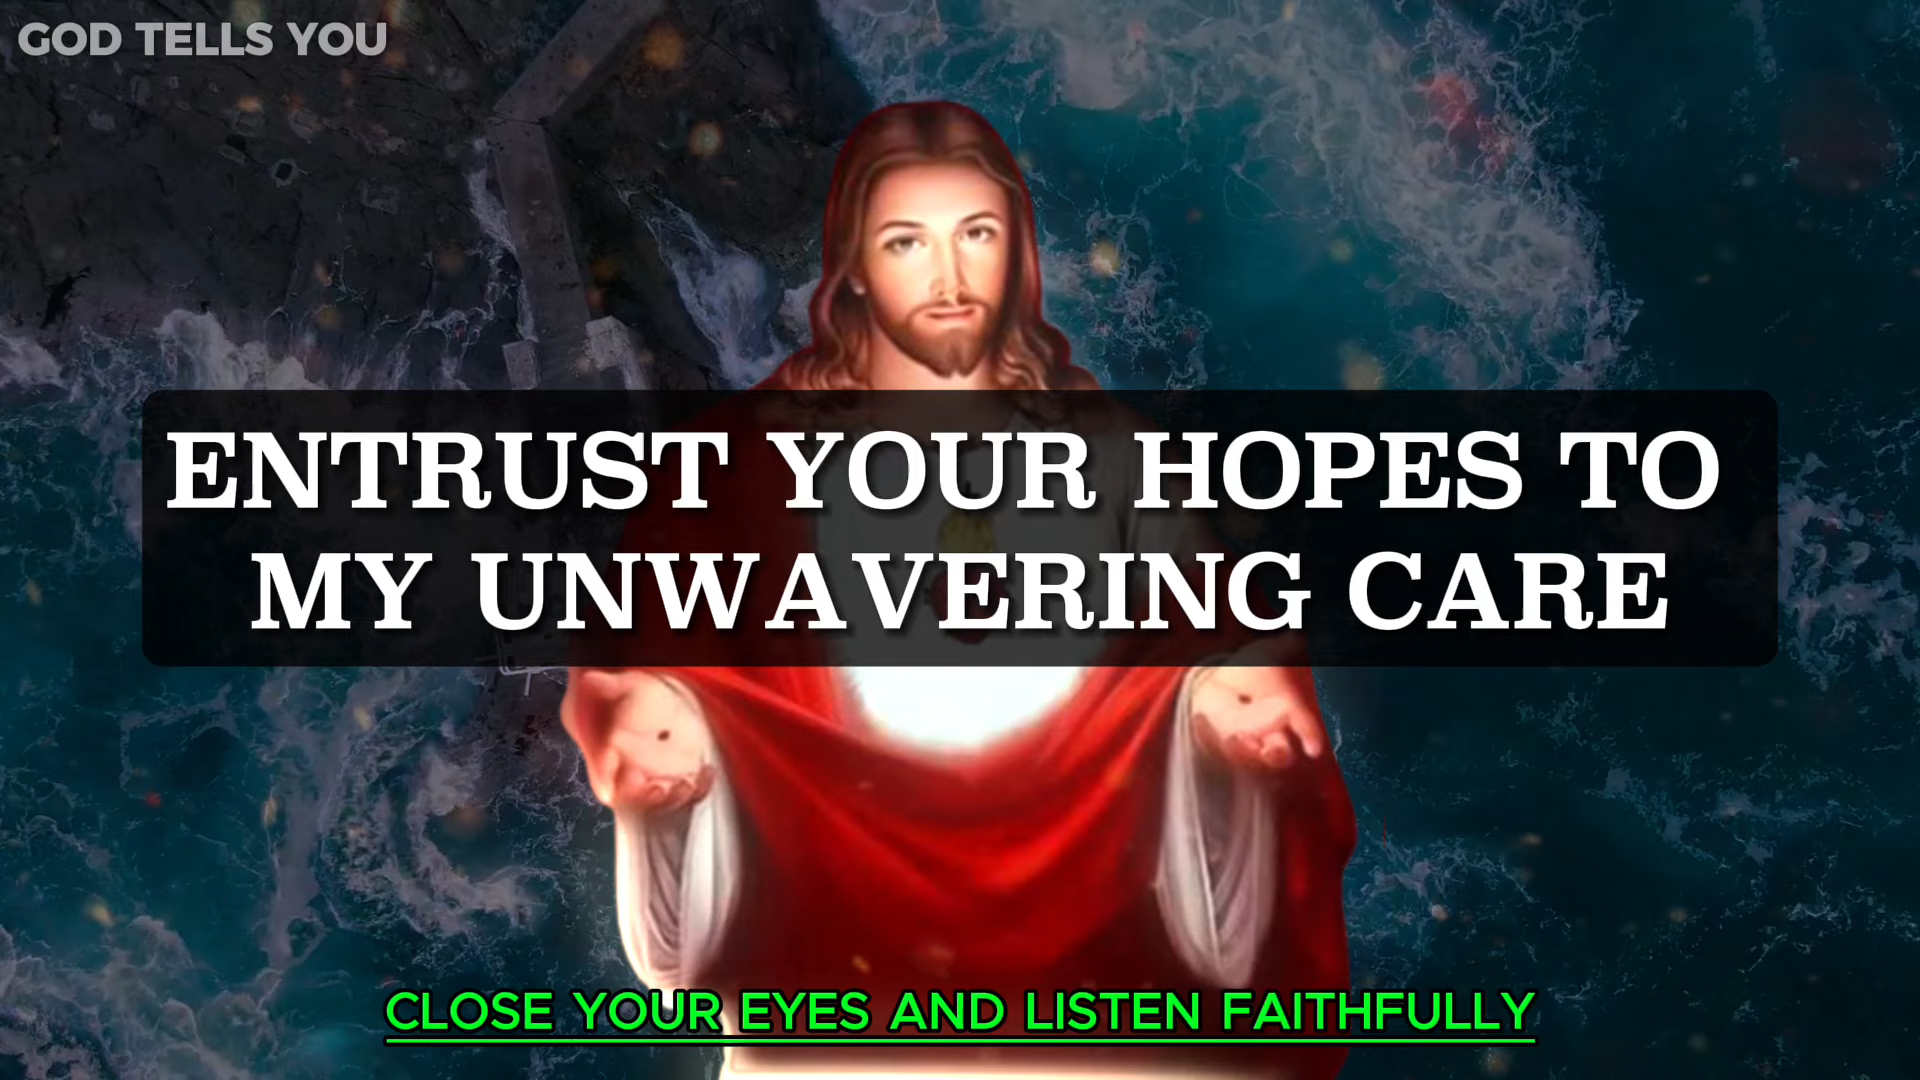 GOD TELLS YOU
ENTRUST YOUR HOPES TO
MY UNWAVERING CARE
CLOSE YOUR EYES AND LISTEN FAITHFULLY